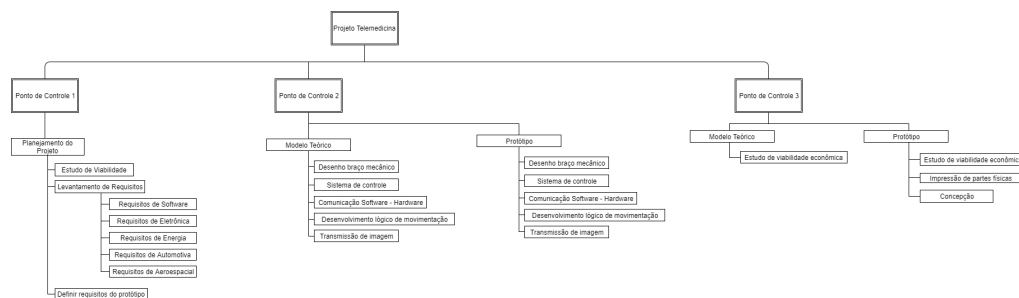 Projeto Telemedicina
Ponto de Controle 1
Ponto de Controle 2
Ponto de Controle 3
Planejamento do
Projeto
Estudo de Viabilidade
Levantamento de Requisitos
Requisitos de Software
Requisitos de Eletrônica
Requisitos de Energia
Requisitos de Automotiva
Requisitos de Aeroespacial
Definir requisitos do protótipo
Modelo Teórico
Desenho braço mecânico
Sistema de controle
Comunicação Software - Hardware
Desenvolvimento lógico de movimentação
Transmissão de imagem
Protótipo
Desenho braço mecânico
Sistema de controle
Comunicação Software - Hardware
Desenvolvimento lógico de movimentação
Transmissão de imagem
Modelo Teórico
Estudo de viabilidade econômica
Protótipo
Estudo de viabilidade econômic
Impressão de partes físicas
Concepção